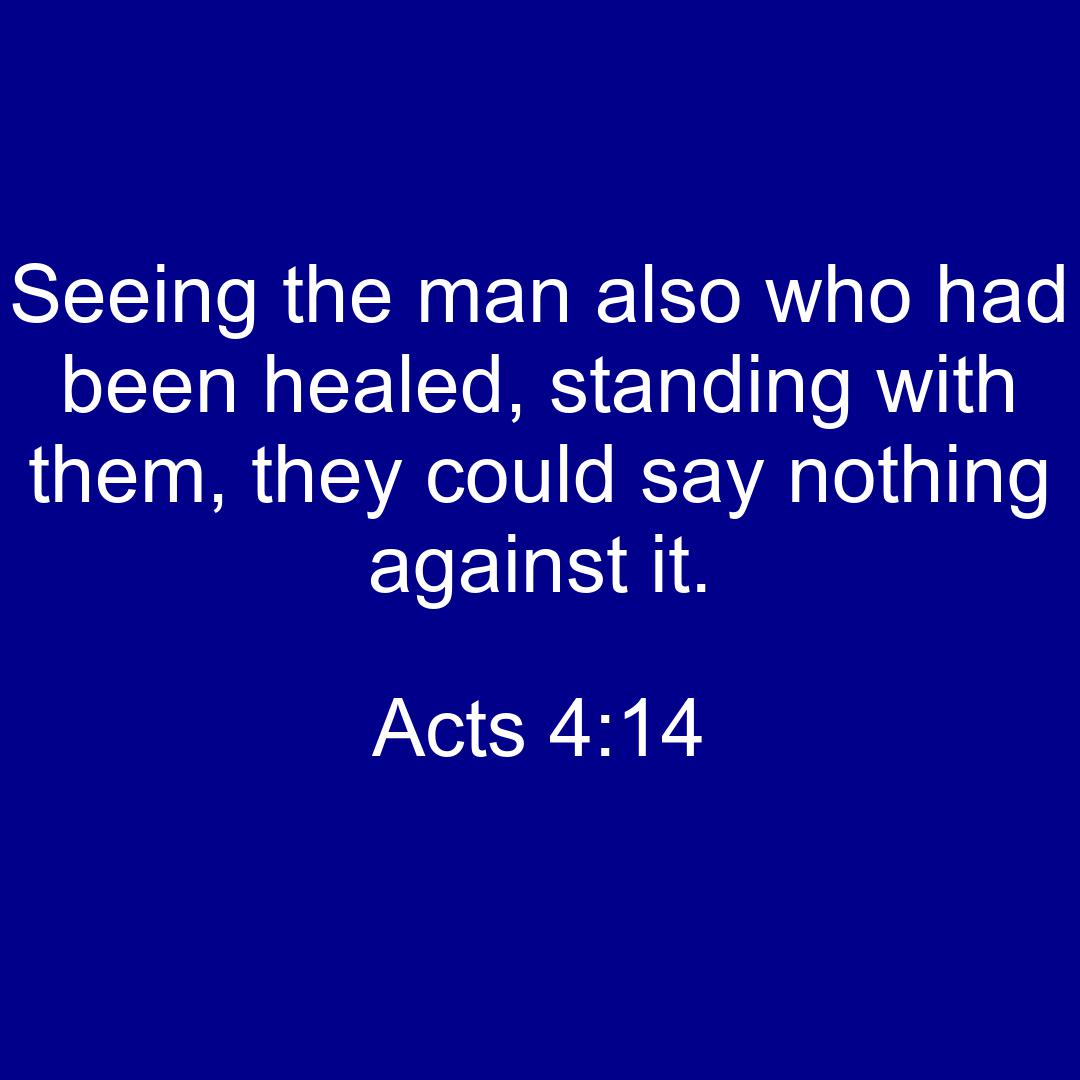 Seeing the man also who had
been healed, standing with
them, they could say nothing
against it.
Acts 4:14